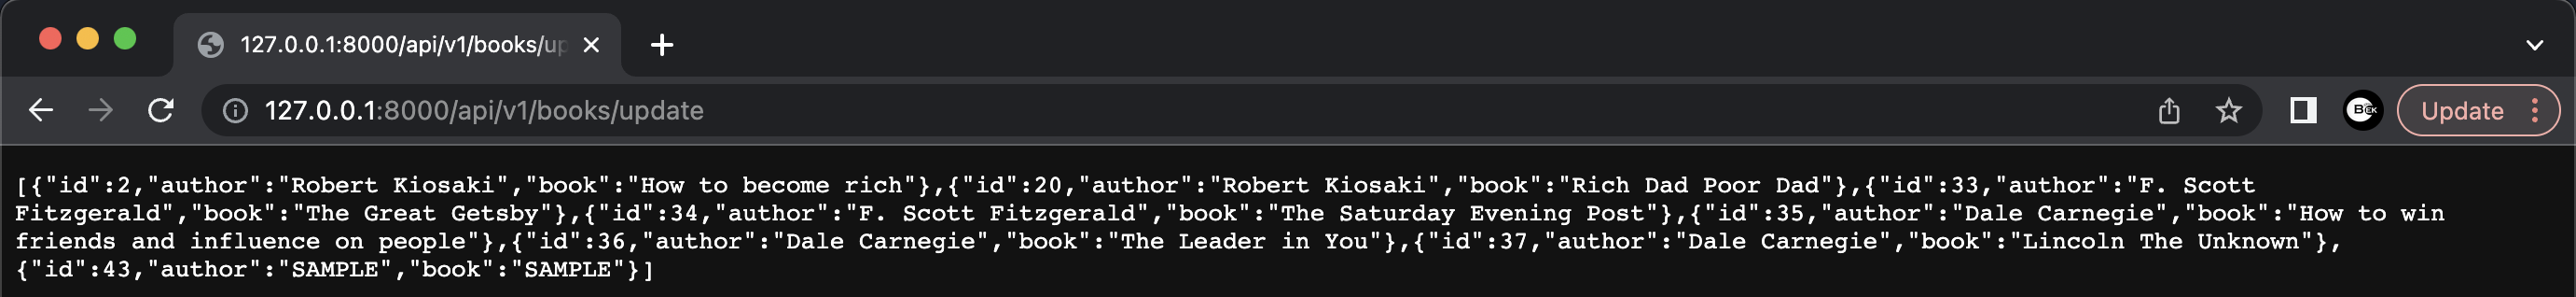 127.0.0.1:8000/api/v1/books/up
127.0.0.1:8000/api/v1/books/update
BEK
Update
[{"id":2,"author":"Robert Kiosaki","book":"How to become rich"},{"id":20,"author":"Robert Kiosaki","book":"Rich Dad Poor Dad"},{"id":33,"author":"F. Scott
Fitzgerald","book":"The Great Getsby"},{"id":34,"author":"F. Scott Fitzgerald","book":"The Saturday Evening Post"},{"id":35,"author":"Dale Carnegie","book":"How to win
friends and influence on people"},{"id":36,"author":"Dale Carnegie","book":"The Leader in You"},{"id":37,"author":"Dale Carnegie","book":"Lincoln The Unknown"},
{"id":43,"author":"SAMPLE","book":"SAMPLE"}]